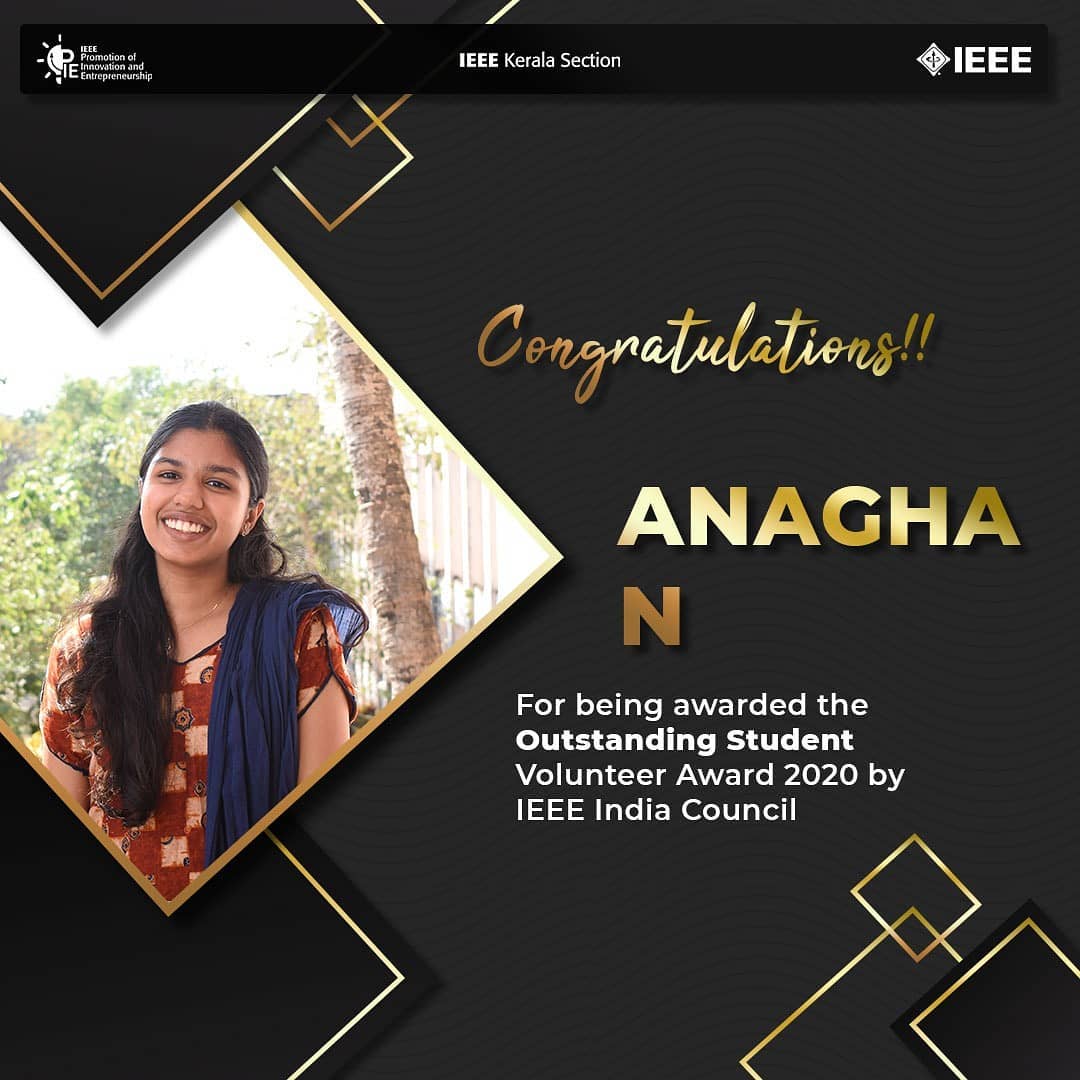 IEEE
Promotion of
Innovation and
Entrepreneurship
PIE
IEEE Kerala Section
IEEE
Congratulations!!
ANAGHA
N
For being awarded the
Outstanding Student
Volunteer Award 2020 by
IEEE India Council